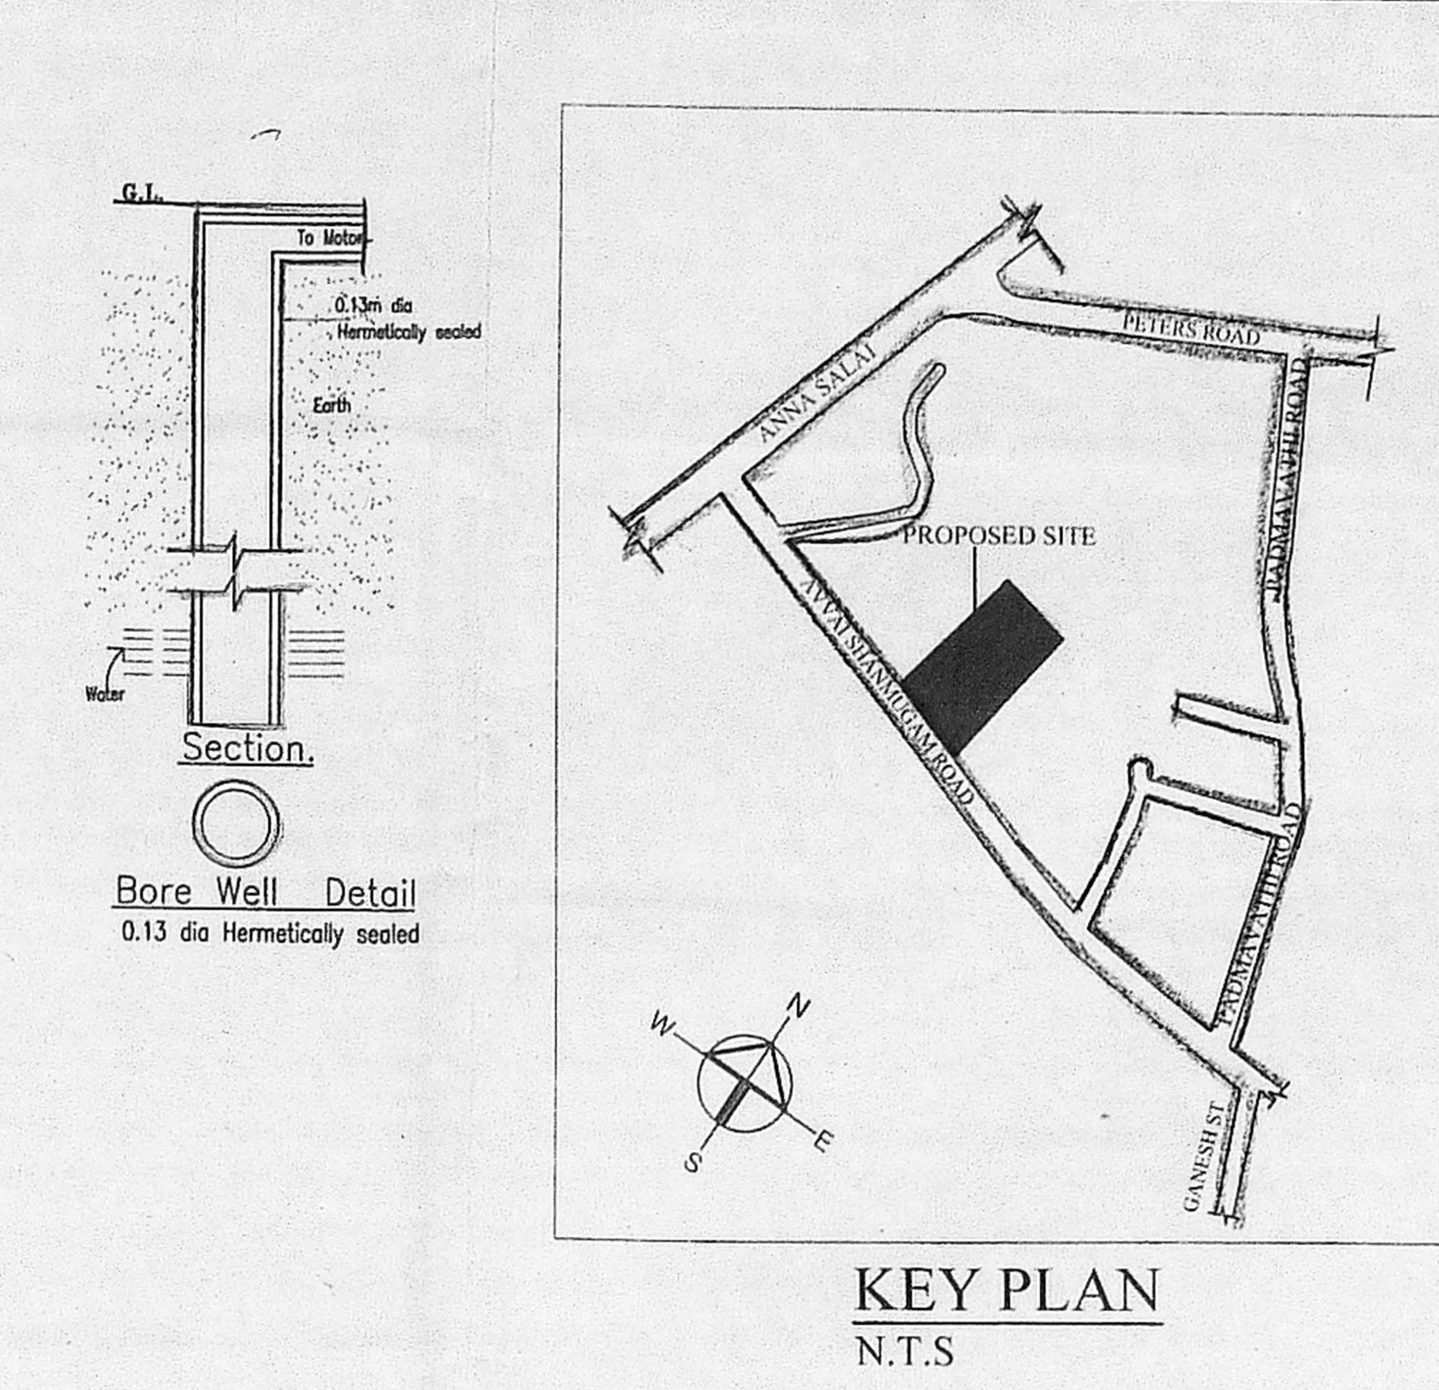 G.L.
To Motor
0.13m dia
Hermetically sealed
Earth
Water
Section.
Bore Well Detail
0.13 dia Hermetically sealed
PETERS ROAD
ANNA SALAI
PADMAVATHI ROAD
PROPOSED SITE
AVVAI SHANMUGAM ROAD
PADMAVATHI ROAD
N
W
E
S
GANESH ST
KEY PLAN
N.T.S